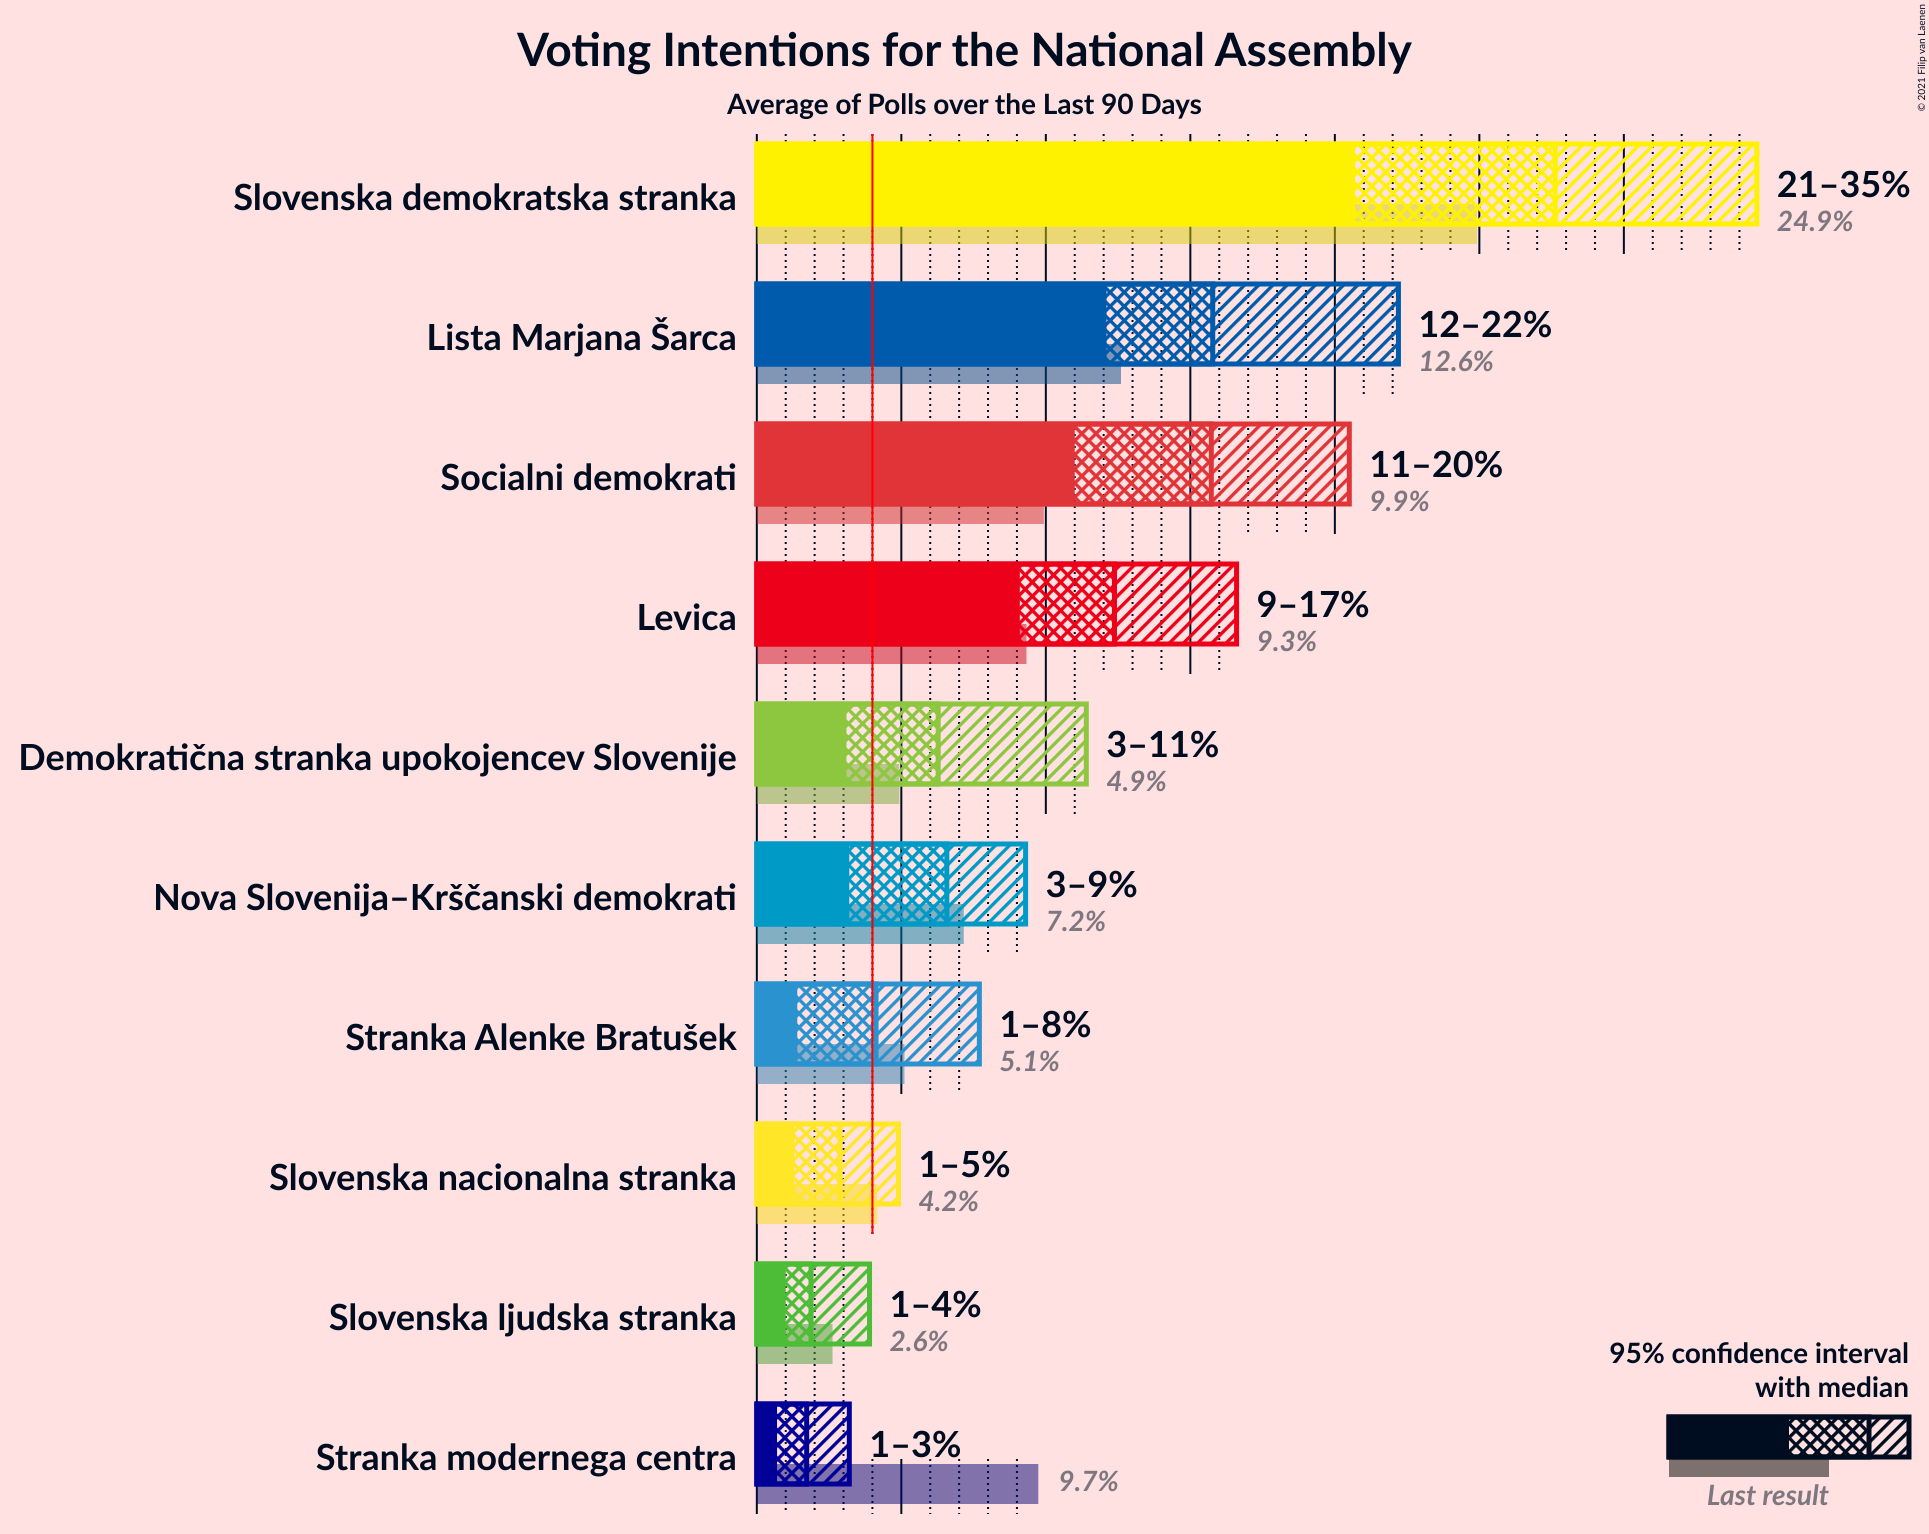 © 2021 Filip van Laenen
Voting Intentions for the National Assembly
Average of Polls over the Last 90 Days
Slovenska demokratska stranka
21–35%
24.9%
Lista Marjana Šarca
12–22%
12.6%
Socialni demokrati
11–20%
9.9%
Levica
9–17%
9.3%
Demokratična stranka upokojencev Slovenije
3–11%
4.9%
Nova Slovenija–Krščanski demokrati
3–9%
7.2%
Stranka Alenke Bratušek
1–8%
5.1%
Slovenska nacionalna stranka
1–5%
4.2%
Slovenska ljudska stranka
1–4%
2.6%
Stranka modernega centra
1–3%
9.7%
95% confidence interval
with median
Last result